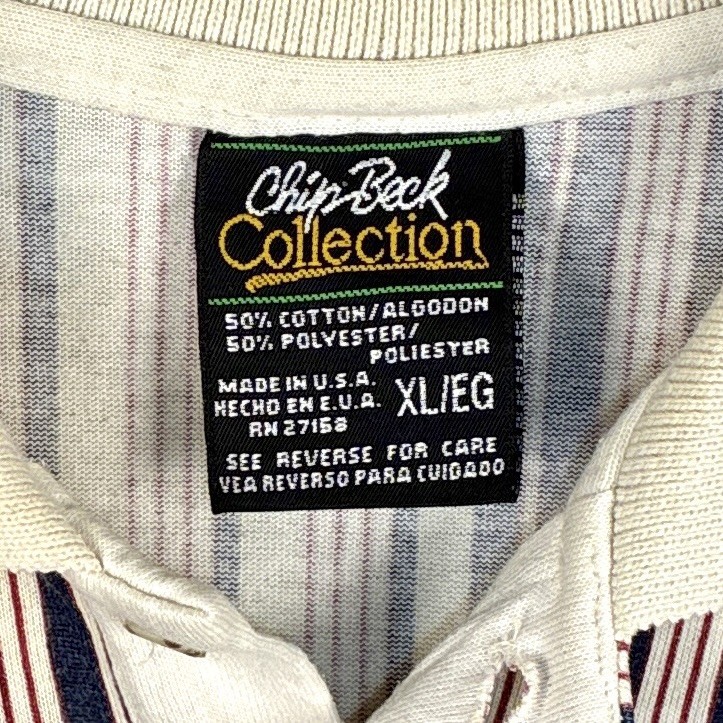 Chip Beck
Collection
50% COTTON/ALGODON
50% POLYESTER/
POLIESTER
MADE IN U.S.A.
HECHO EN E.U.A.
XL/EG
RN 27158
SEE REVERSE FOR CARE
VEA REVERSO PARA CUIDADO